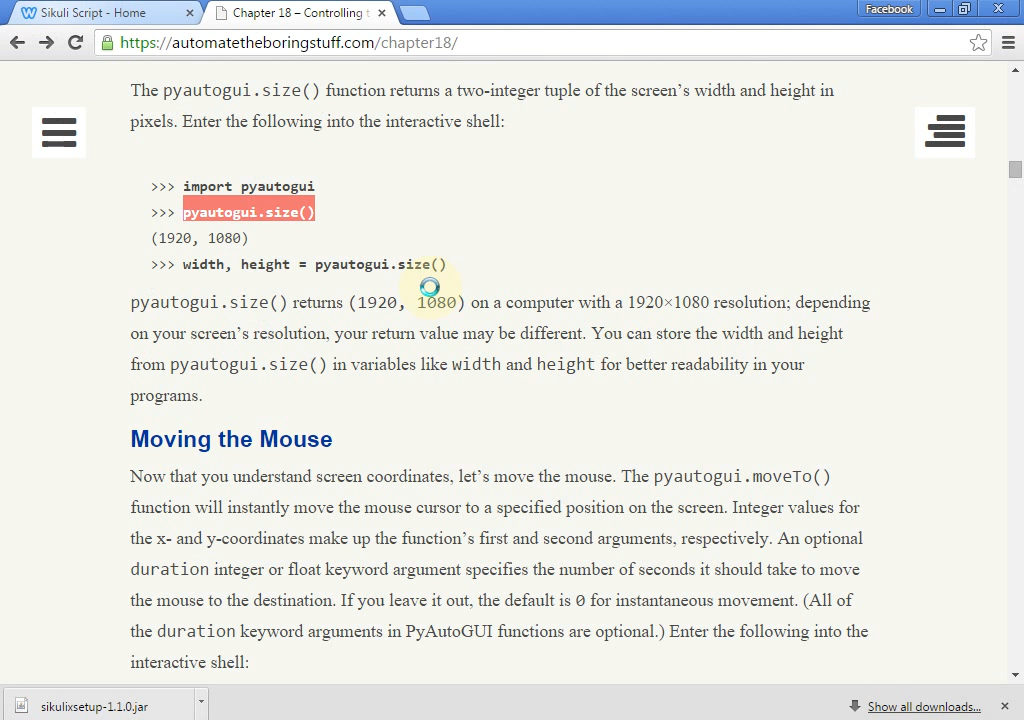 Sikuli Script - Home
Chapter 18 – Controlling t
Facebook
https://automatetheboringstuff.com/chapter18/
The pyautogui.size() function returns a two-integer tuple of the screen’s width and height in
pixels. Enter the following into the interactive shell:
>>> import pyautogui
>>> pyautogui.size()
(1920, 1080)
>>> width, height = pyautogui.size()
pyautogui.size() returns (1920, 1080) on a computer with a 1920×1080 resolution; depending
on your screen’s resolution, your return value may be different. You can store the width and height
from pyautogui.size() in variables like width and height for better readability in your
programs.
Moving the Mouse
Now that you understand screen coordinates, let’s move the mouse. The pyautogui.moveTo()
function will instantly move the mouse cursor to a specified position on the screen. Integer values for
the x- and y-coordinates make up the function’s first and second arguments, respectively. An optional
duration integer or float keyword argument specifies the number of seconds it should take to move
the mouse to the destination. If you leave it out, the default is 0 for instantaneous movement. (All of
the duration keyword arguments in PyAutoGUI functions are optional.) Enter the following into the
interactive shell:
sikulixsetup-1.1.0.jar
Show all downloads...